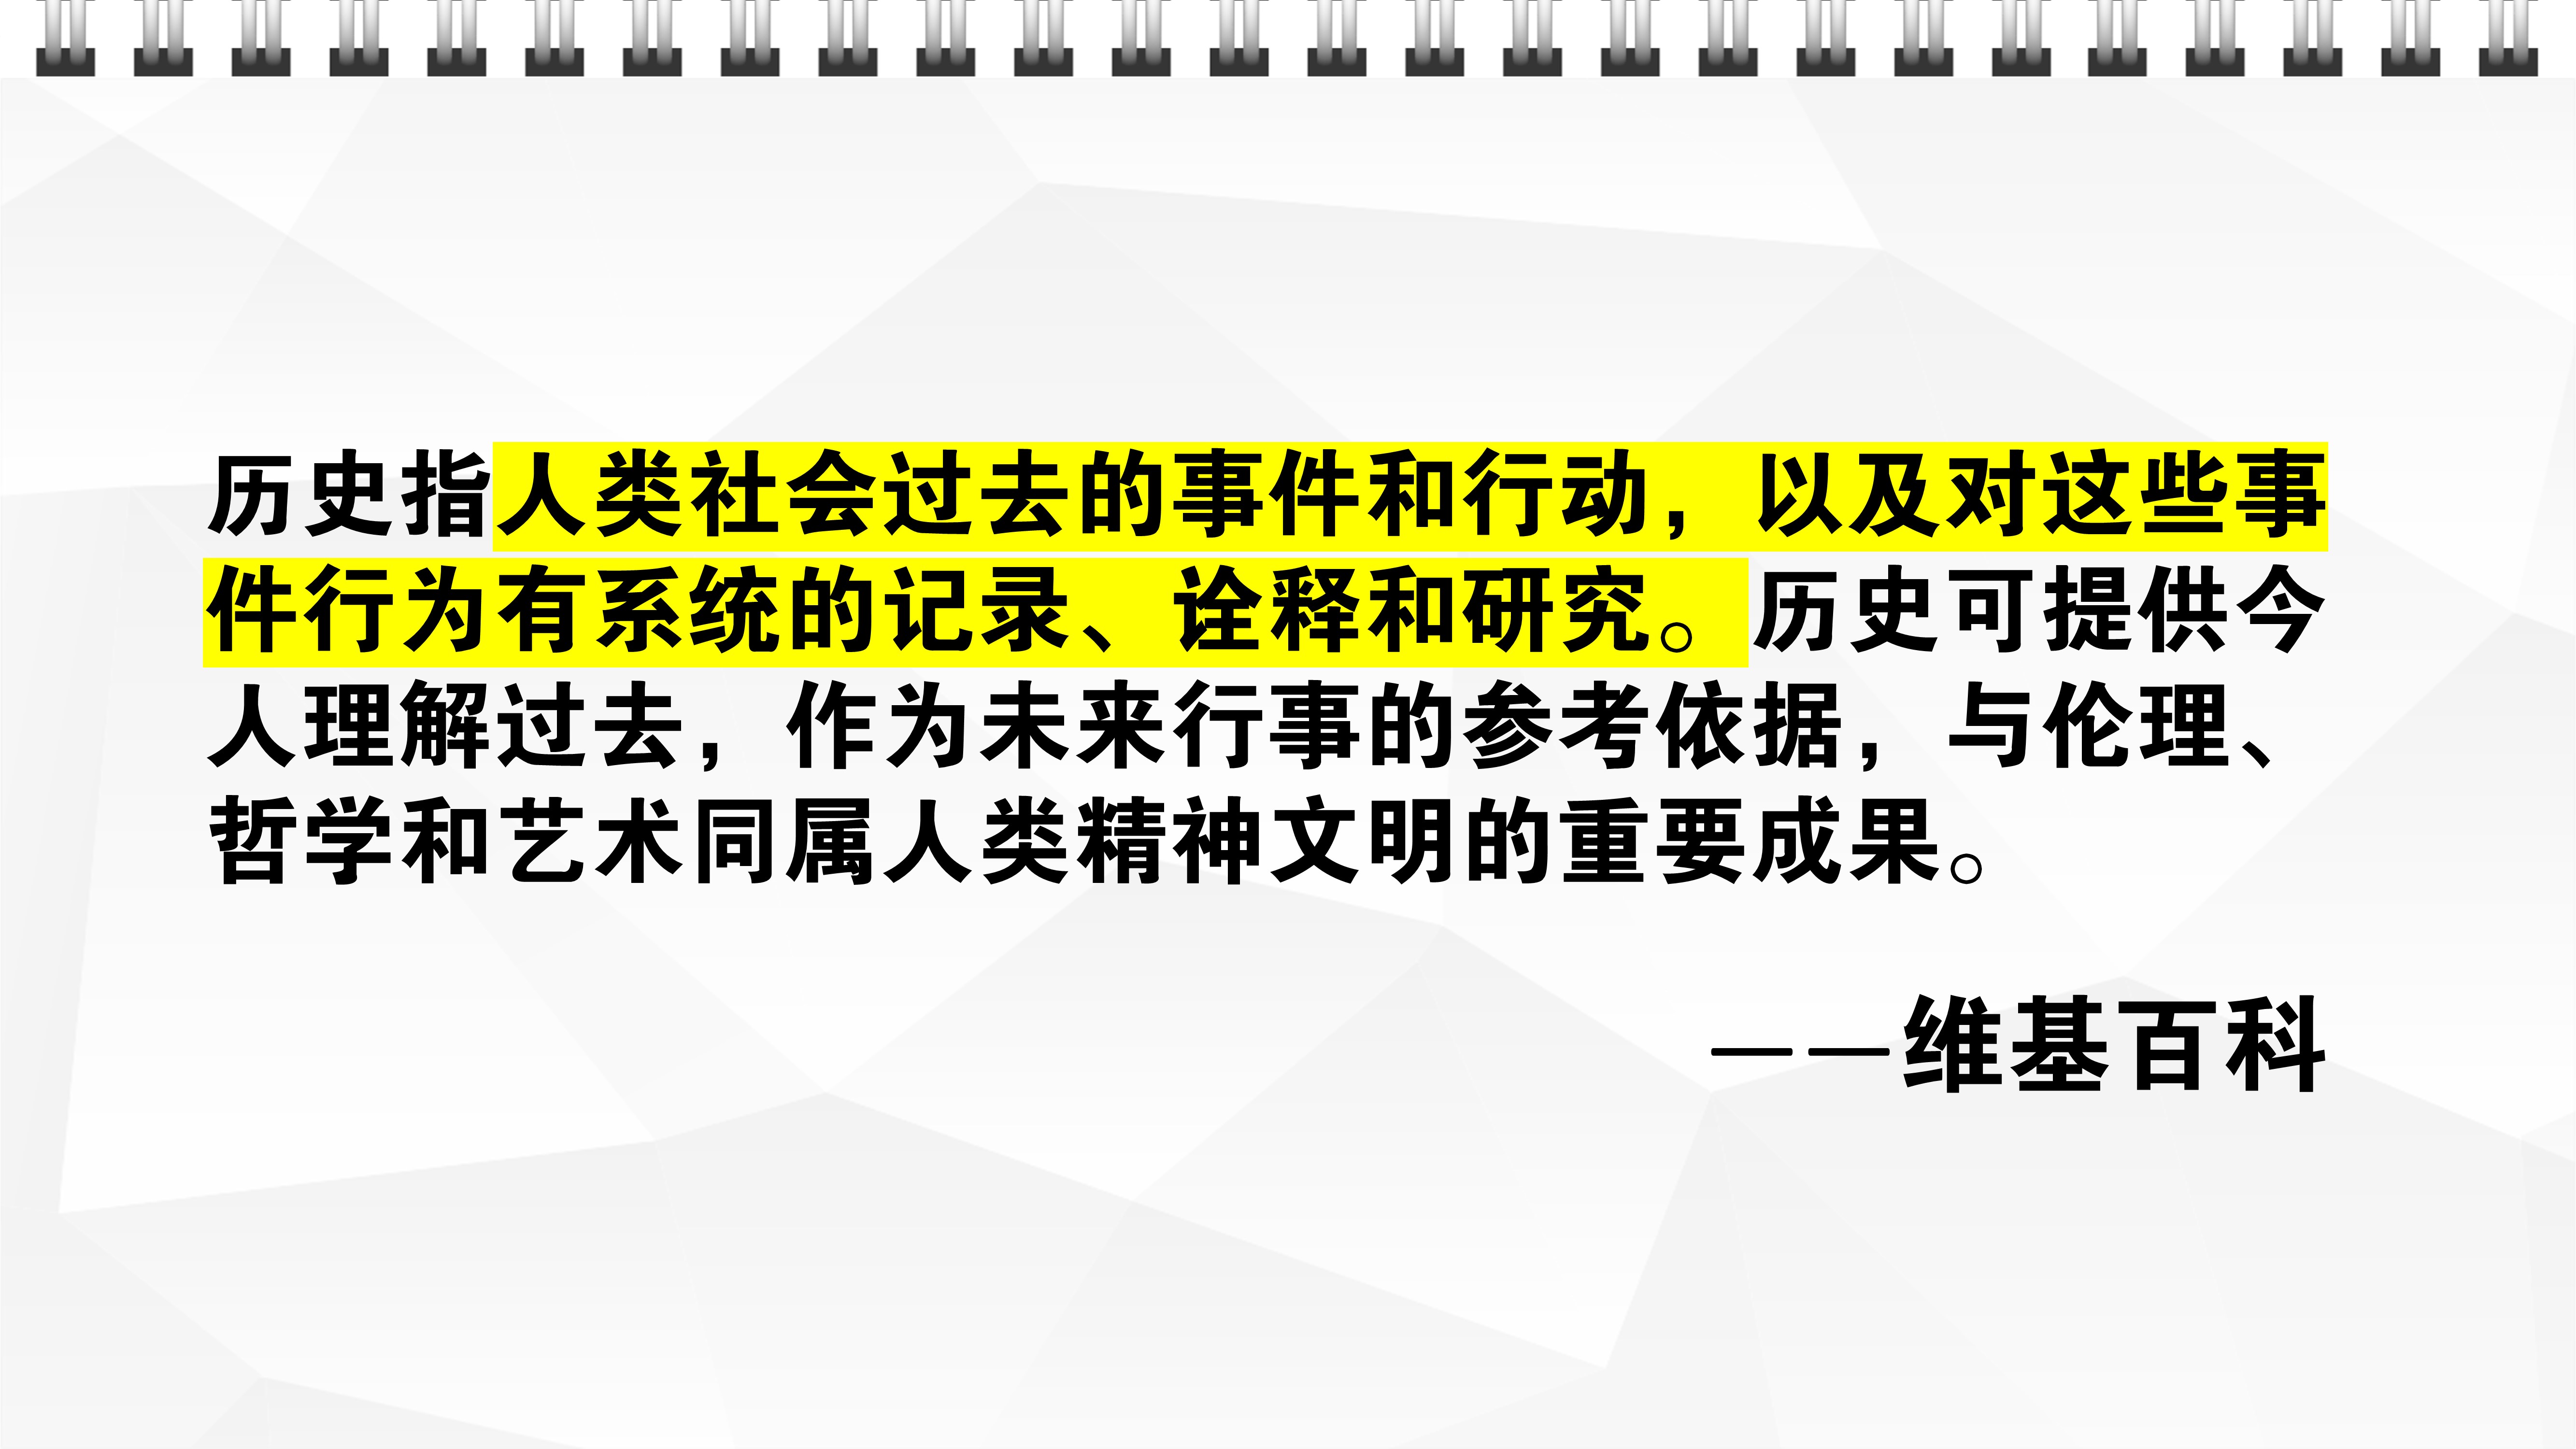 历史指人类社会过去的事件和行动，以及对这些事
件行为有系统的记录、诠释和研究。历史可提供今
人理解过去，作为未来行事的参考依据，与伦理、
哲学和艺术同属人类精神文明的重要成果。
——维基百科